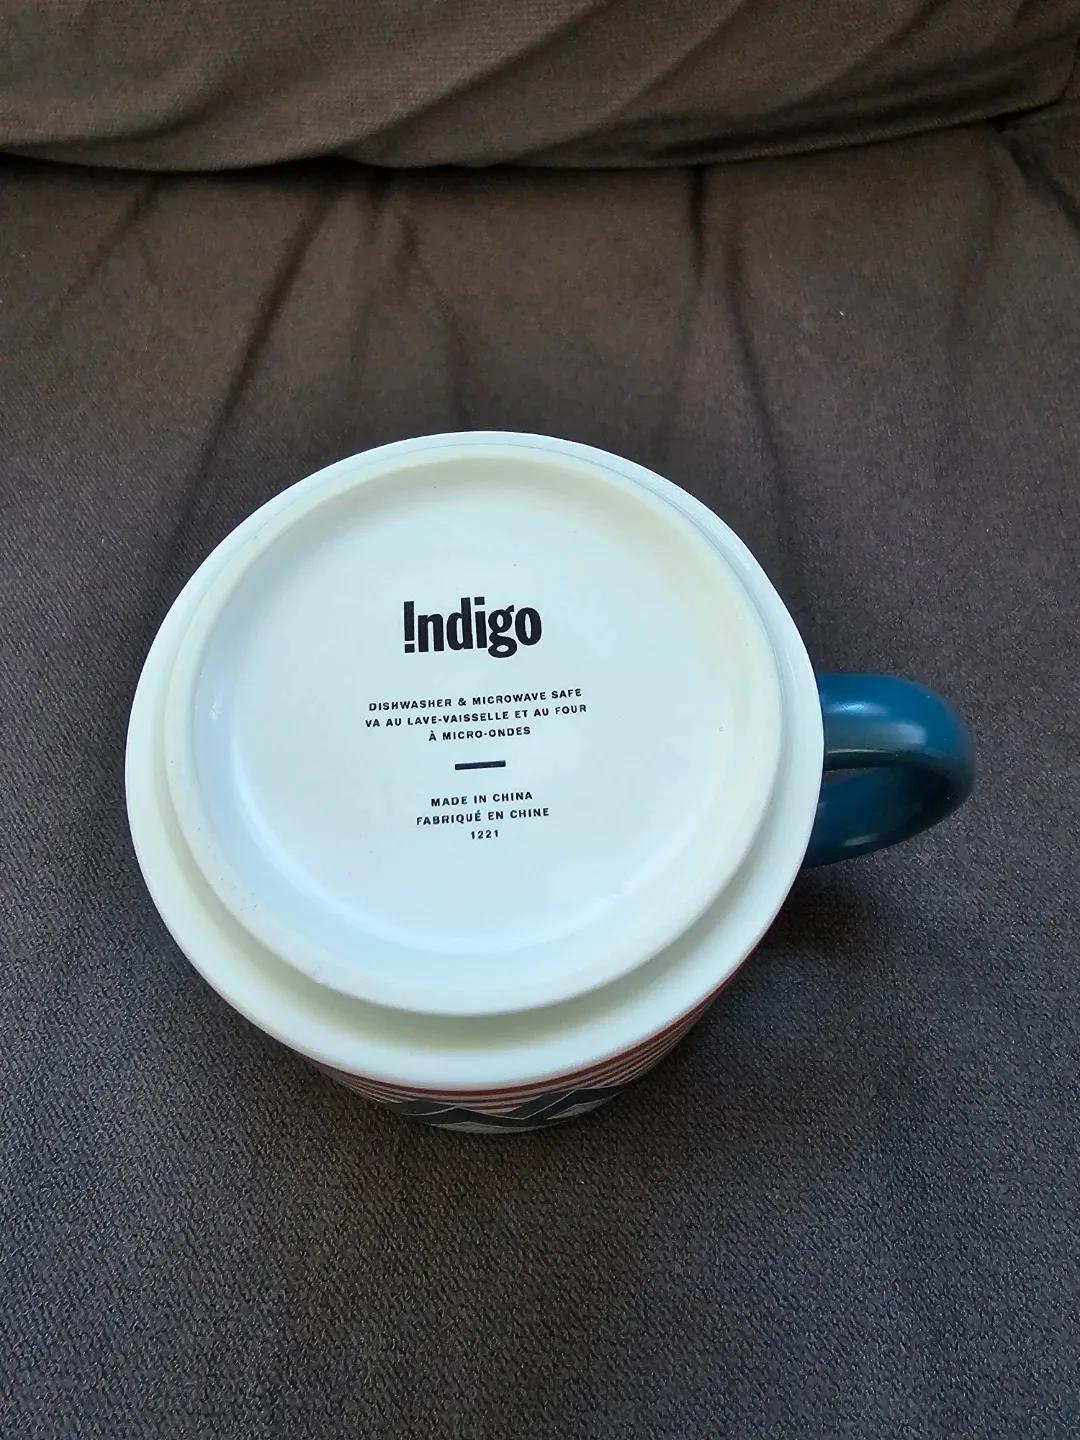 Indigo
DISHWASHER & MICROWAVE SAFE
VA AU LAVE-VAISSELLE ET AU FOUR
À MICRO-ONDES
MADE IN CHINA
FABRIQUÉ EN CHINE
1221